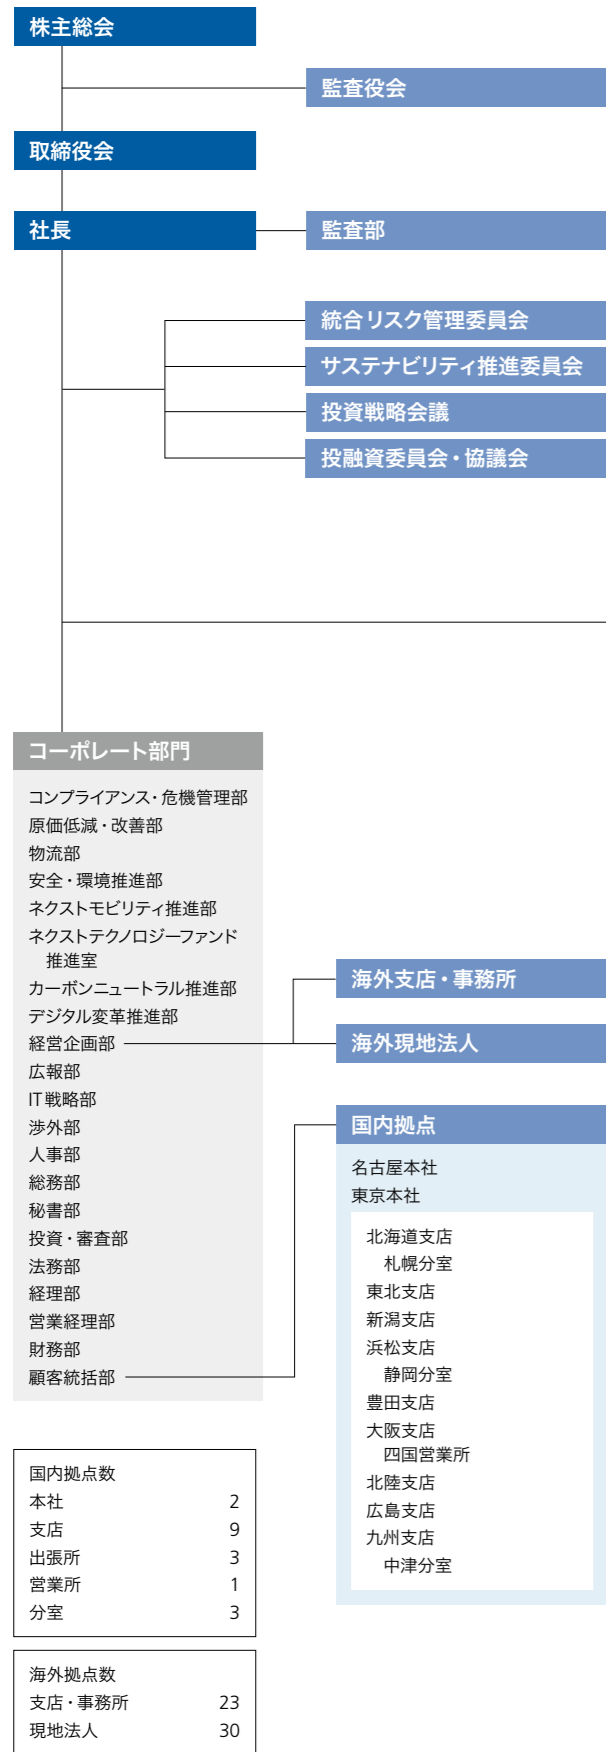 株主総会
監査役会
取締役会
社長
監査部
統合リスク管理委員会
サステナビリティ推進委員会
投資戦略会議
投融資委員会・協議会
コーポレート部門
コンプライアンス・危機管理部
原価低減・改善部
物流部
安全・環境推進部
ネクストモビリティ推進部
ネクストテクノロジーファンド
推進室
カーボンニュートラル推進部
デジタル変革推進部
経営企画部
広報部
IT戦略部
渉外部
人事部
総務部
秘書部
投資・審査部
法務部
経理部
営業経理部
財務部
顧客統括部
海外支店・事務所
海外現地法人
国内拠点
名古屋本社
東京本社
北海道支店
札幌分室
東北支店
新潟支店
浜松支店
静岡分室
豊田支店
大阪支店
四国営業所
北陸支店
広島支店
九州支店
中津分室
国内拠点数
本社 2
支店 9
出張所 3
営業所 1
分室 3
海外拠点数
支店・事務所 23
現地法人 30